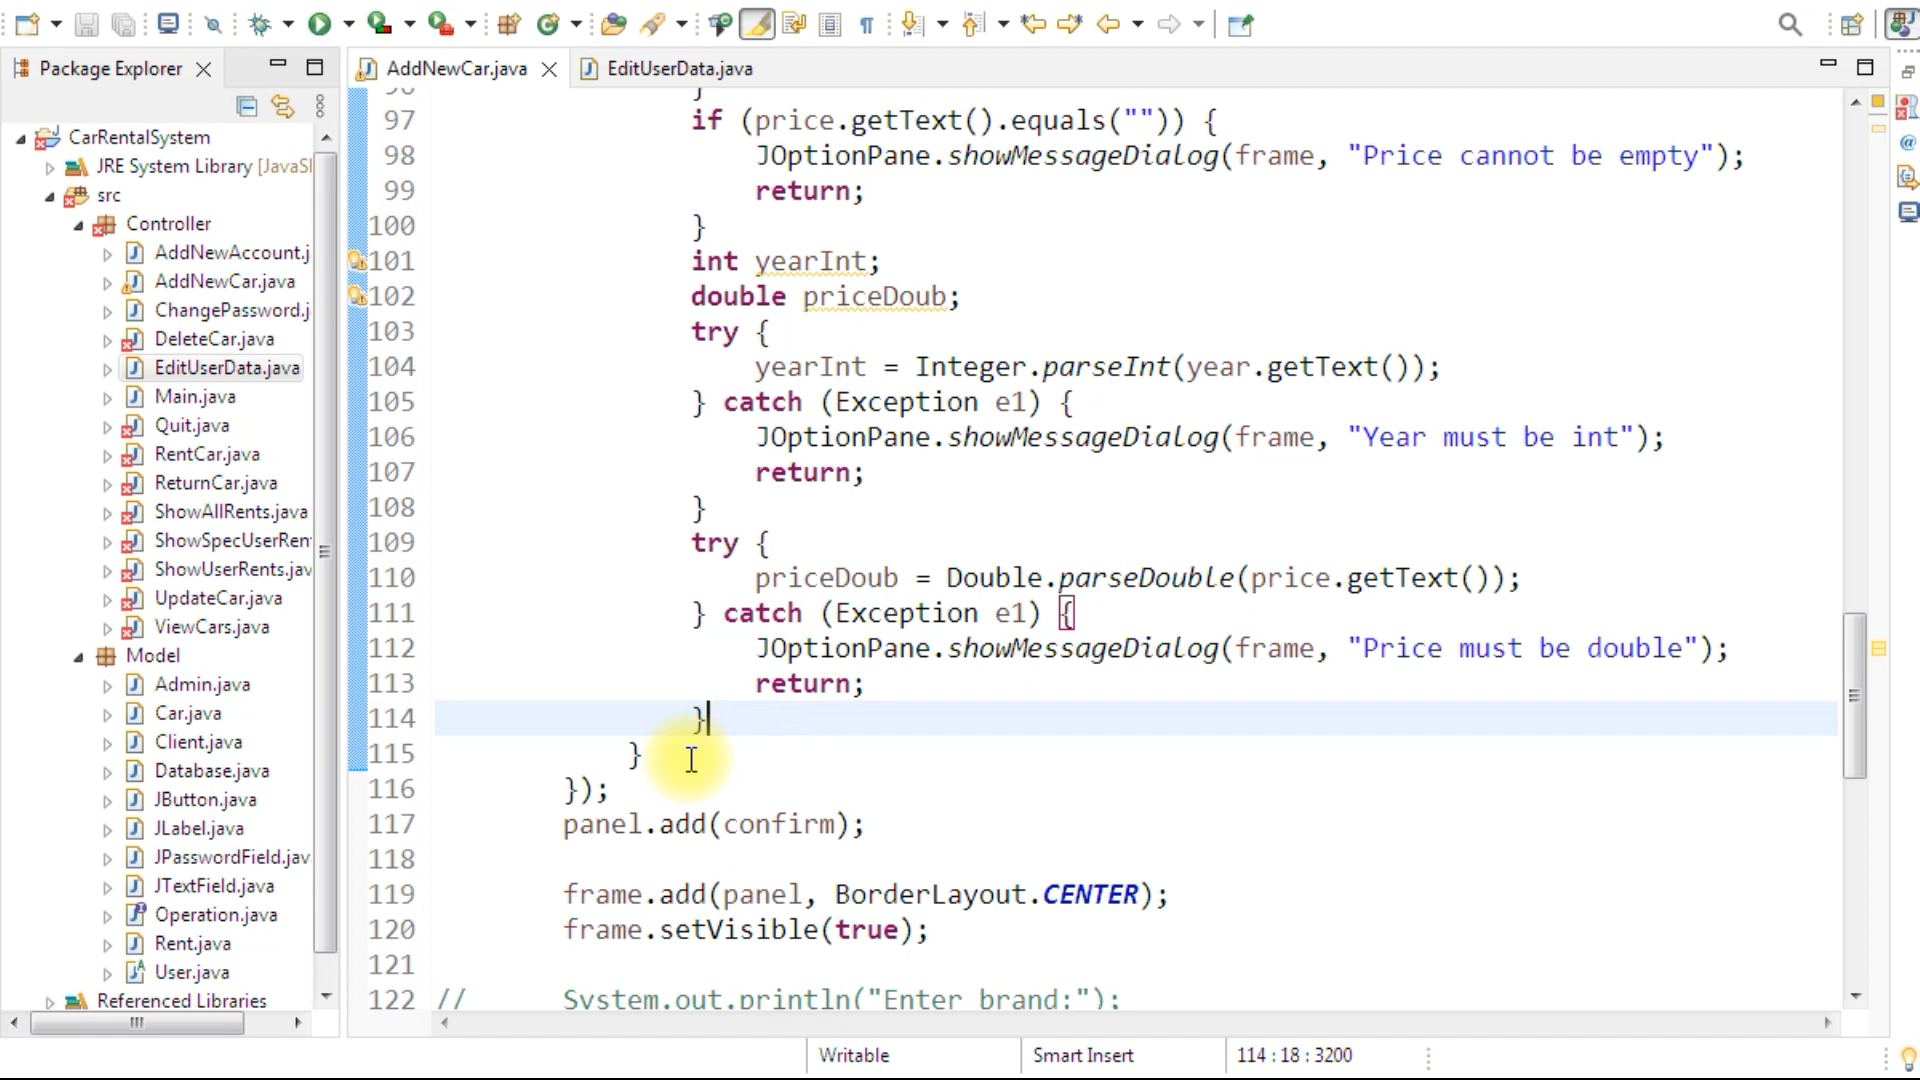 Package Explorer
CarRentalSystem
JRE System Library [JavaSI
src
Controller
AddNewAccount.j
AddNewCar.java
ChangePassword.j
DeleteCar.java
EditUserData.java
Main.java
Quit.java
RentCar.java
ReturnCar.java
ShowAllRents.java
ShowSpecUserRen
ShowUserRents.jav
UpdateCar.java
ViewCars.java
Model
Admin.java
Car.java
Client.java
Database.java
JButton.java
JLabel.java
JPasswordField.jav
JTextField.java
Operation.java
Rent.java
User.java
Referenced Libraries
AddNewCar.java
EditUserData.java
96 }
97 if (price.getText().equals("")) {
98 JOptionPane.showMessageDialog(frame, "Price cannot be empty");
99 return;
100 }
101 int yearInt;
102 double priceDoub;
103 try {
104 yearInt = Integer.parseInt(year.getText());
105 } catch (Exception e1) {
106 JOptionPane.showMessageDialog(frame, "Year must be int");
107 return;
108 }
109 try {
110 priceDoub = Double.parseDouble(price.getText());
111 } catch (Exception e1) {
112 JOptionPane.showMessageDialog(frame, "Price must be double");
113 return;
114 }
115 }
116 });
117 panel.add(confirm);
118
119 frame.add(panel, BorderLayout.CENTER);
120 frame.setVisible(true);
121
122 // System.out.println("Enter brand:");
Writable
Smart Insert
114 : 18 : 3200